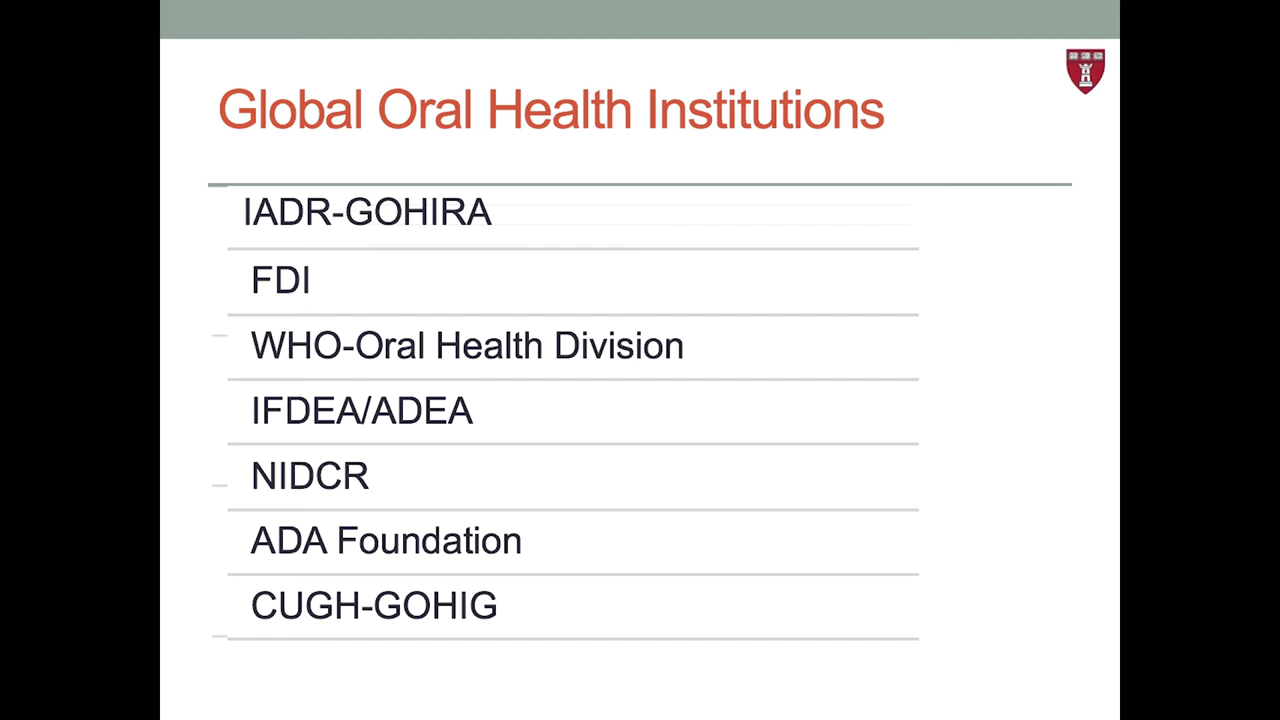 Global Oral Health Institutions
IADR-GOHIRA
FDI
WHO-Oral Health Division
IFDEA/ADEA
NIDCR
ADA Foundation
CUGH-GOHIG